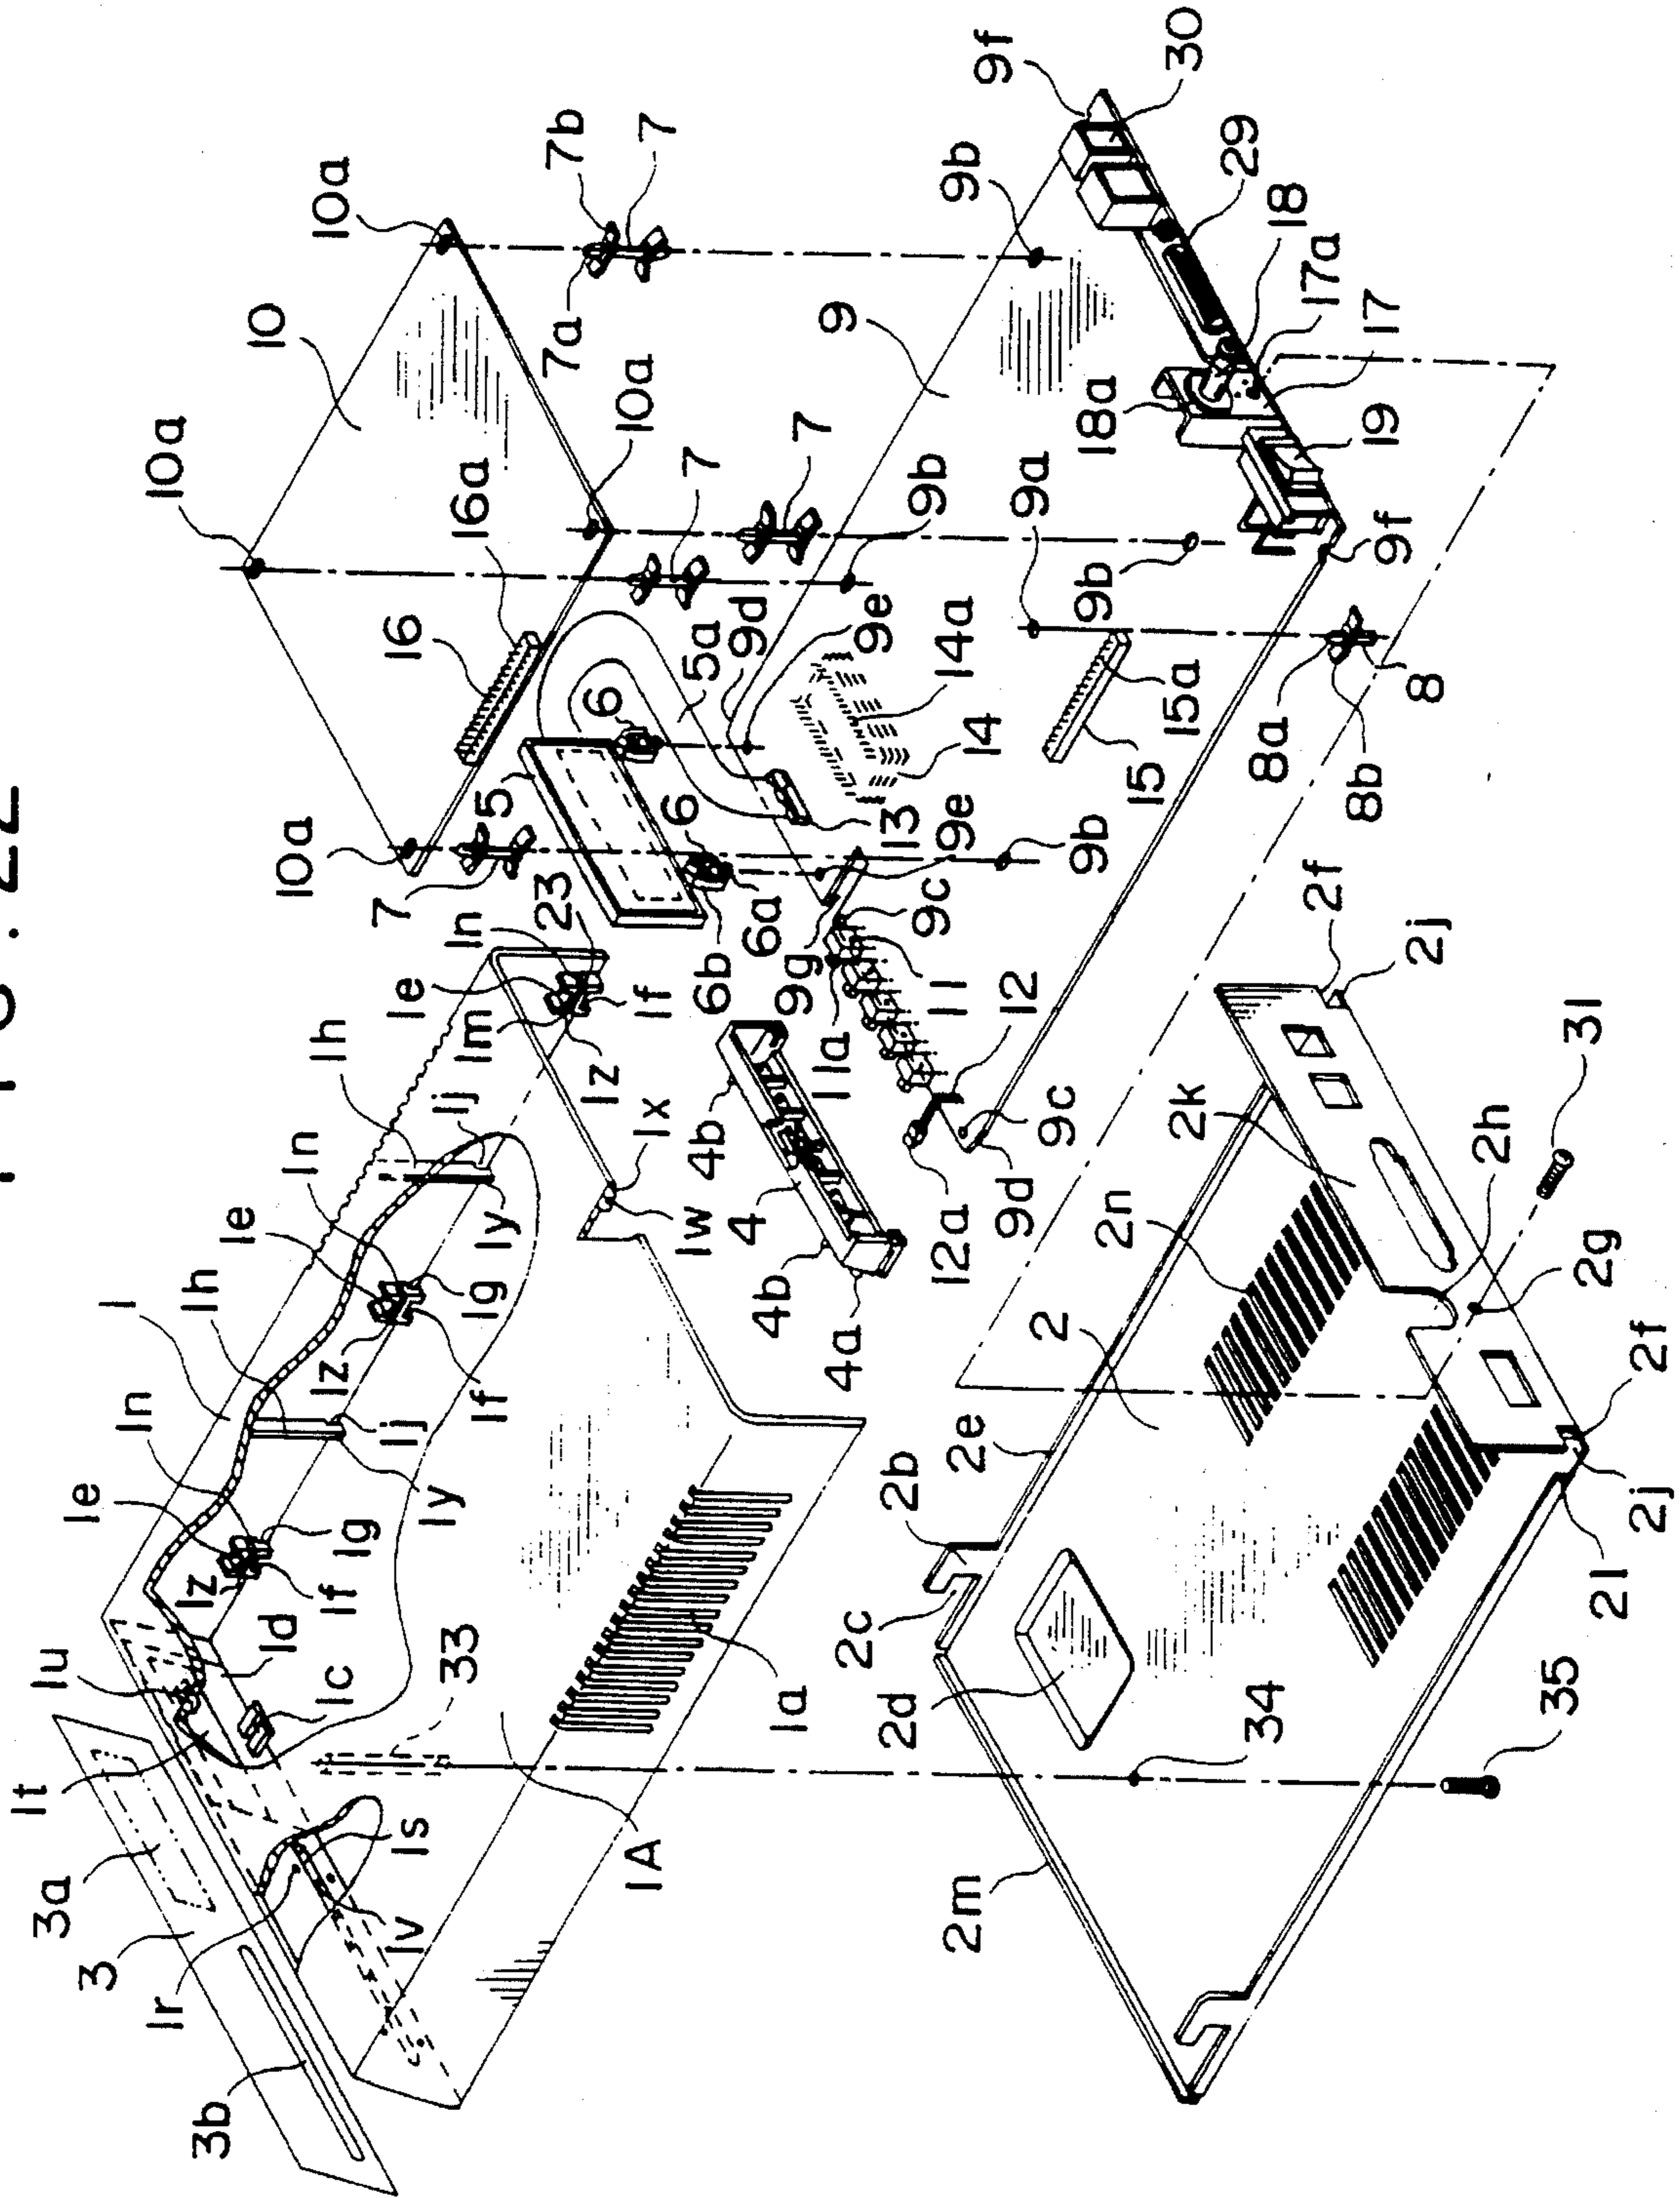 FIG. 22
10a
10
10a
7b
7
7a
10a
16a
16
10a
7
5
23
1n
1e
1m
1f
1z
1h
1j
1n
1e
1y
1g
1z
1f
1
1h
1n
1j
1y
1e
1g
1z
1f
1d
1u
1c
1t
3a
3
1r
1s
1v
3b
33
1A
1a
1x
1w
4b
4
4b
4a
6
6
6a
6b
5a
9d
9e
7
7
9b
9
9b
9f
30
29
18
17a
17
18a
19
9f
9a
9b
14a
14
13
9e
9b
15a
15
8a
8b
8
9c
9g
11
11a
12
12a
9c
9d
2f
2j
31
2k
2h
2n
2g
2
2f
2e
2b
2j
2l
2c
2d
34
35
2m